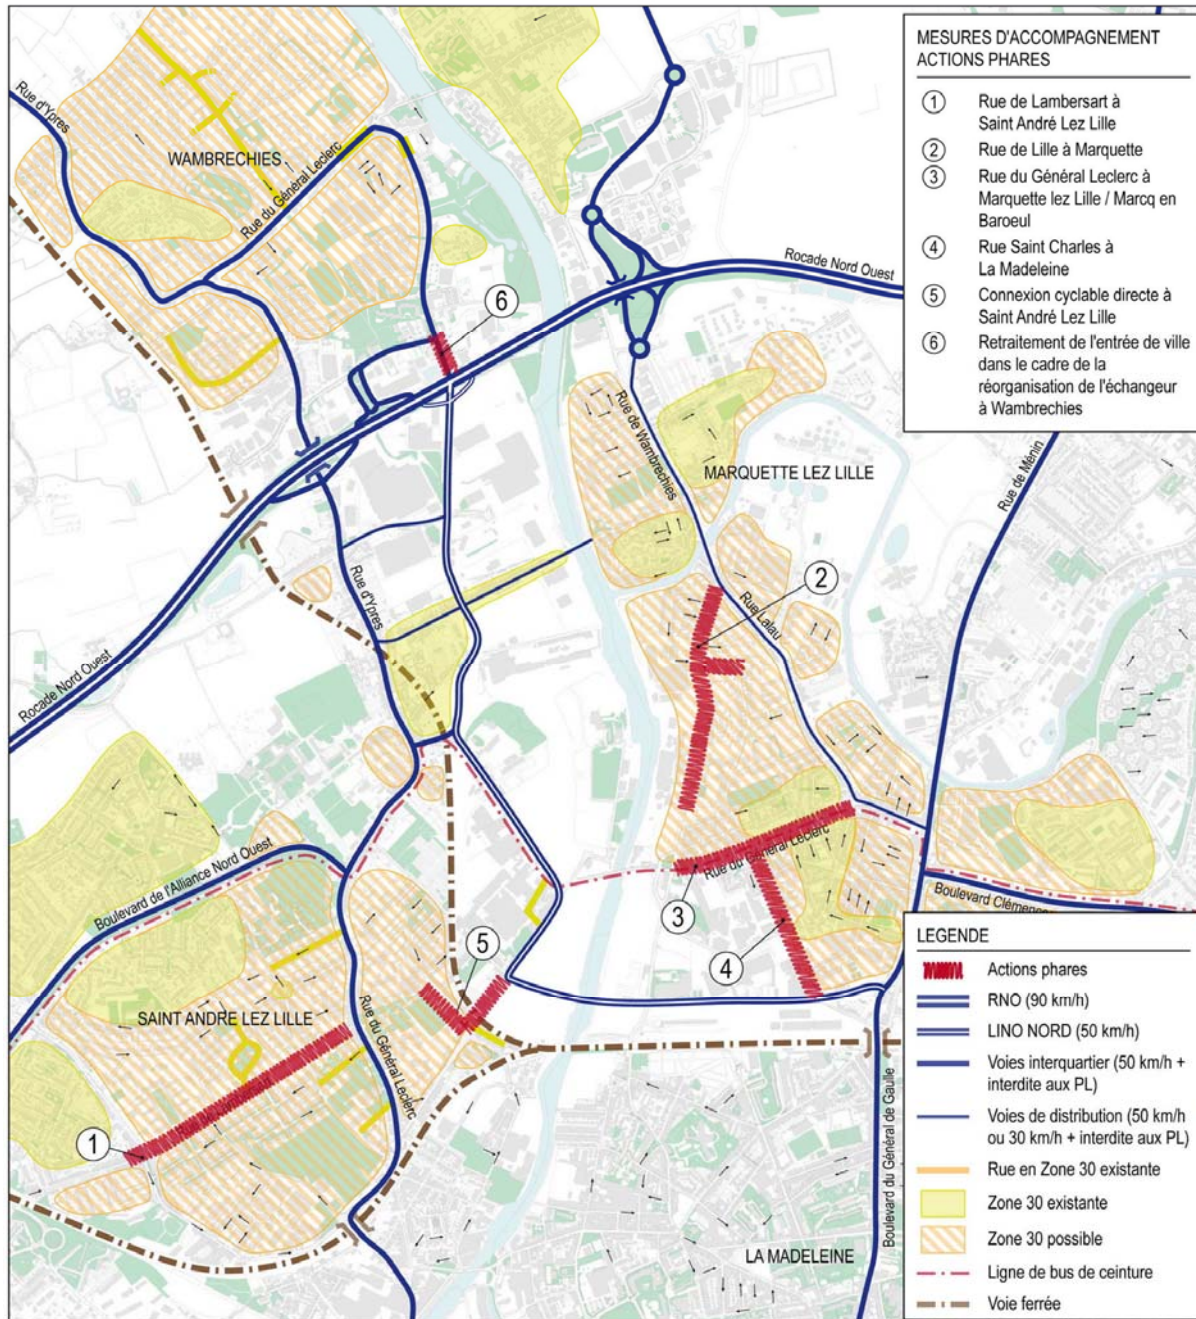 MESURES D'ACCOMPAGNEMENT
ACTIONS PHARES
1 Rue de Lambersart à
Saint André Lez Lille
2 Rue de Lille à Marquette
3 Rue du Général Leclerc à
Marquette lez Lille / Marcq en
Baroeul
4 Rue Saint Charles à
La Madeleine
5 Connexion cyclable directe à
Saint André Lez Lille
6 Retraitement de l'entrée de ville
dans le cadre de la
réorganisation de l'échangeur
à Wambrechies
Rue d'Ypres
WAMBRECHIES
Rue du Général Leclerc
Rocade Nord Ouest
6
Rue de Wambrechies
MARQUETTE LEZ LILLE
Rue de Ménin
2
Rue d'Ypres
Rue Lalau
Rocade Nord Ouest
Boulevard de l'Alliance Nord Ouest
Rue du Général Leclerc
3
4
5
Boulevard Clémenc
SAINT ANDRE LEZ LILLE
Rue du Général Leclerc
1
Boulevard du Général de Gaulle
LA MADELEINE
LEGENDE
Actions phares
RNO (90 km/h)
LINO NORD (50 km/h)
Voies interquartier (50 km/h +
interdite aux PL)
Voies de distribution (50 km/h
ou 30 km/h + interdite aux PL)
Rue en Zone 30 existante
Zone 30 existante
Zone 30 possible
Ligne de bus de ceinture
Voie ferrée